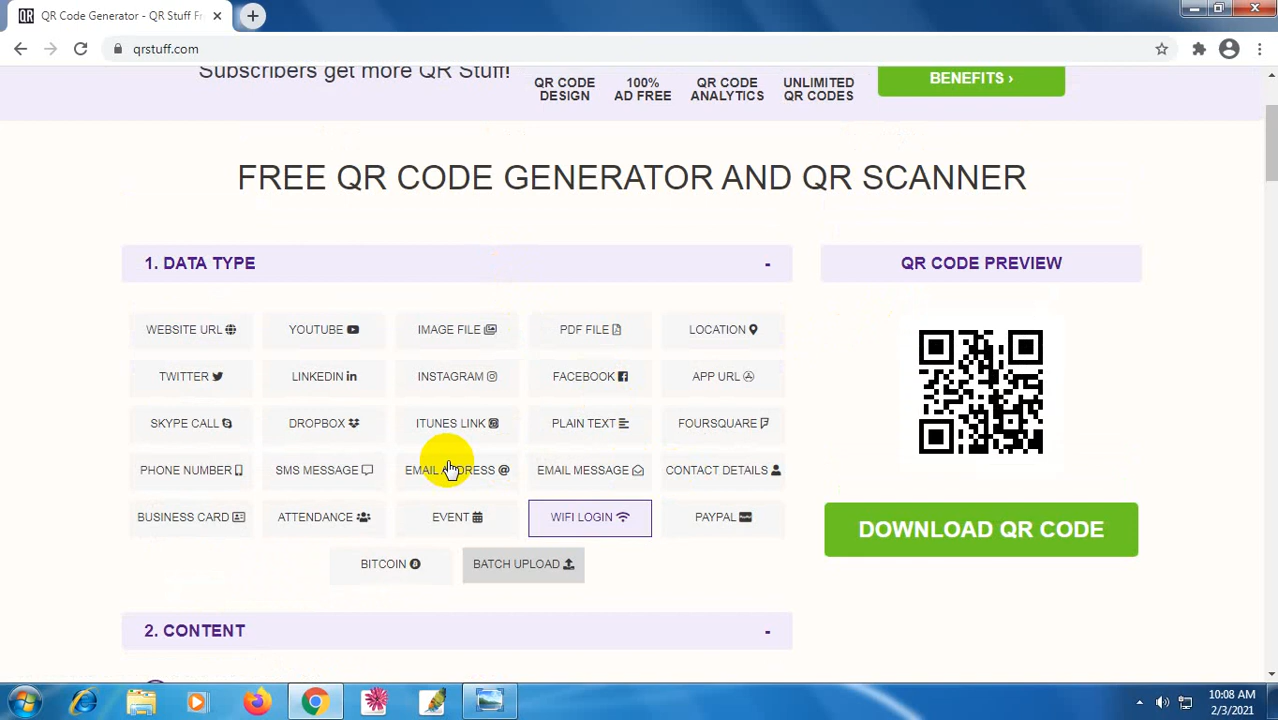 QR Code Generator - QR Stuff Fr
qrstuff.com
Subscribers get more QR Stuff!
QR CODE
DESIGN
100%
AD FREE
QR CODE
ANALYTICS
UNLIMITED
QR CODES
BENEFITS ›
FREE QR CODE GENERATOR AND QR SCANNER
1. DATA TYPE -
QR CODE PREVIEW
WEBSITE URL YOUTUBE IMAGE FILE PDF FILE LOCATION
TWITTER LINKEDIN INSTAGRAM FACEBOOK APP URL
SKYPE CALL DROPBOX ITUNES LINK PLAIN TEXT FOURSQUARE
PHONE NUMBER SMS MESSAGE EMAIL ADDRESS EMAIL MESSAGE CONTACT DETAILS
BUSINESS CARD ATTENDANCE EVENT WIFI LOGIN PAYPAL
BITCOIN BATCH UPLOAD
DOWNLOAD QR CODE
2. CONTENT -
10:08 AM
2/3/2021